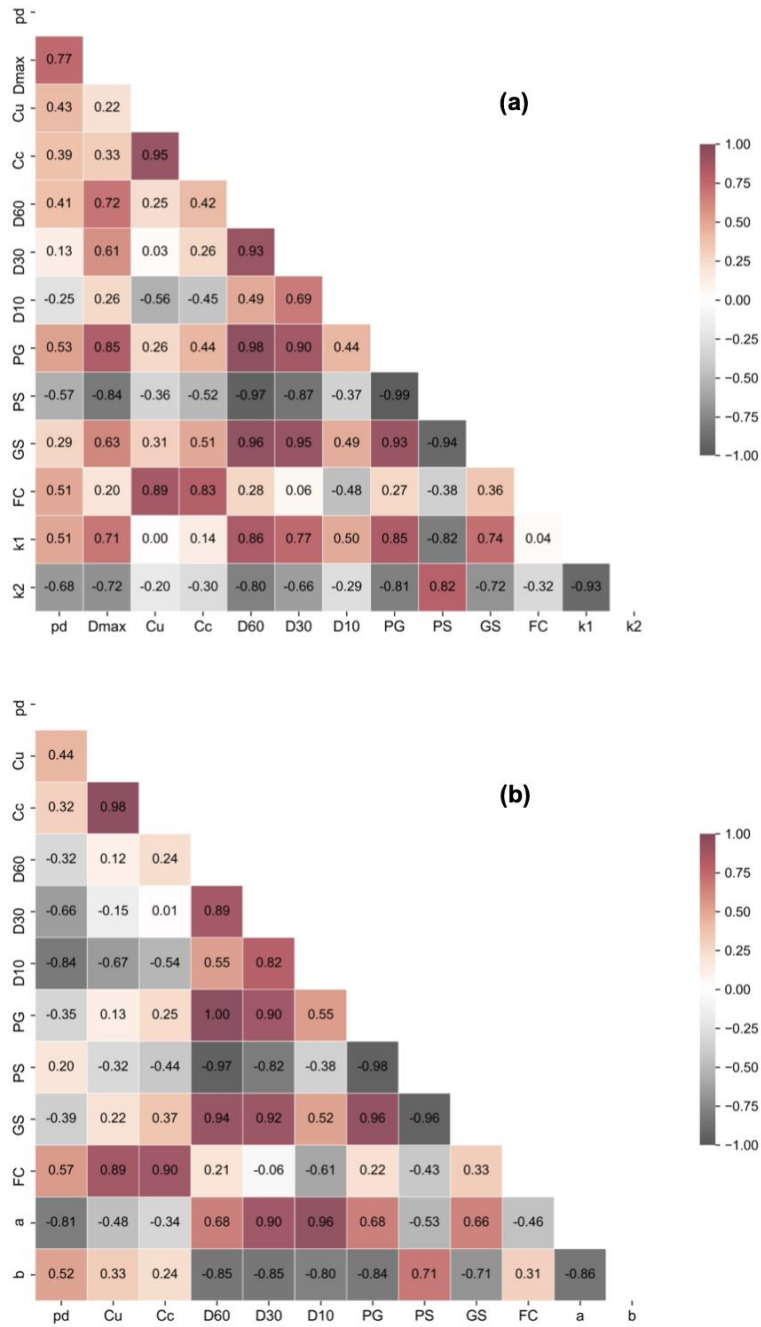 pd
Dmax 0.77
(a)
Cu 0.43 0.22
1.00
Cc 0.39 0.33 0.95
0.75
D60 0.41 0.72 0.25 0.42
0.50
D30 0.13 0.61 0.03 0.26 0.93
0.25
D10 -0.25 0.26 -0.56 -0.45 0.49 0.69
0.00
PG 0.53 0.85 0.26 0.44 0.98 0.90 0.44
−0.25
PS -0.57 -0.84 -0.36 -0.52 -0.97 -0.87 -0.37 -0.99
−0.50
GS 0.29 0.63 0.31 0.51 0.96 0.95 0.49 0.93 -0.94
−0.75
−1.00
FC 0.51 0.20 0.89 0.83 0.28 0.06 -0.48 0.27 -0.38 0.36
k1 0.51 0.71 0.00 0.14 0.86 0.77 0.50 0.85 -0.82 0.74 0.04
k2 -0.68 -0.72 -0.20 -0.30 -0.80 -0.66 -0.29 -0.81 0.82 -0.72 -0.32 -0.93
pd Dmax Cu Cc D60 D30 D10 PG PS GS FC k1 k2
pd
Cu 0.44
(b)
Cc 0.32 0.98
1.00
D60 -0.32 0.12 0.24
0.75
D30 -0.66 -0.15 0.01 0.89
0.50
D10 -0.84 -0.67 -0.54 0.55 0.82
0.25
0.00
PG -0.35 0.13 0.25 1.00 0.90 0.55
−0.25
PS 0.20 -0.32 -0.44 -0.97 -0.82 -0.38 -0.98
−0.50
GS -0.39 0.22 0.37 0.94 0.92 0.52 0.96 -0.96
−0.75
−1.00
FC 0.57 0.89 0.90 0.21 -0.06 -0.61 0.22 -0.43 0.33
a -0.81 -0.48 -0.34 0.68 0.90 0.96 0.68 -0.53 0.66 -0.46
b 0.52 0.33 0.24 -0.85 -0.85 -0.80 -0.84 0.71 -0.71 0.31 -0.86
pd Cu Cc D60 D30 D10 PG PS GS FC a b